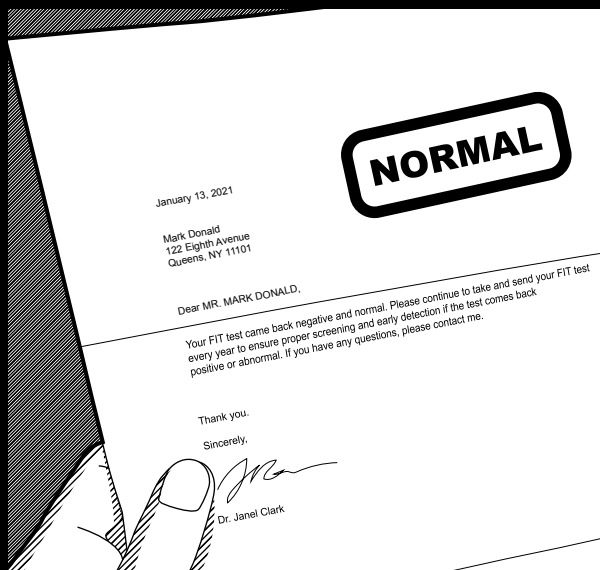 NORMAL
January 13, 2021
Mark Donald
122 Eighth Avenue
Queens, NY 11101
Dear MR. MARK DONALD,
Your FIT test came back negative and normal. Please continue to take and send your FIT test
every year to ensure proper screening and early detection if the test comes back
positive or abnormal. If you have any questions, please contact me.
Thank you.
Sincerely,
Dr. Janel Clark